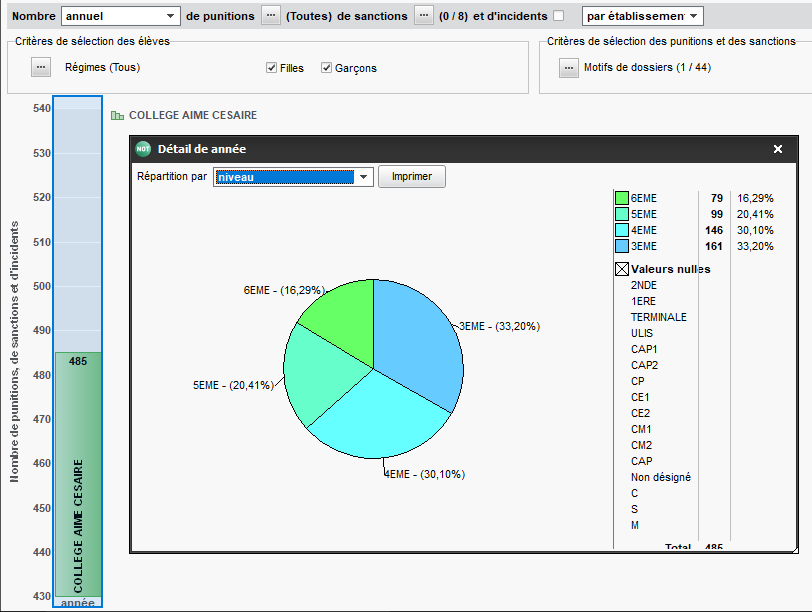 Nombre annuel de punitions ... (Toutes) de sanctions ... (0 / 8) et d'incidents par établissement
Critères de sélection des élèves
... Régimes (Tous) Filles Garçons
Critères de sélection des punitions et des sanctions
... Motifs de dossiers (1 / 44)
Nombre de punitions, de sanctions et d'incidents
540
530
520
510
500
490
480
470
460
450
440
430
485
COLLEGE AIME CESAIRE
année
COLLEGE AIME CESAIRE
NOT Détail de année
Répartition par niveau Imprimer
6EME - (16,29%)
3EME - (33,20%)
5EME - (20,41%)
4EME - (30,10%)
6EME 79 16,29%
5EME 99 20,41%
4EME 146 30,10%
3EME 161 33,20%
Valeurs nulles
2NDE
1ERE
TERMINALE
ULIS
CAP1
CAP2
CP
CE1
CE2
CM1
CM2
CAP
Non désigné
C
S
M
Total 485